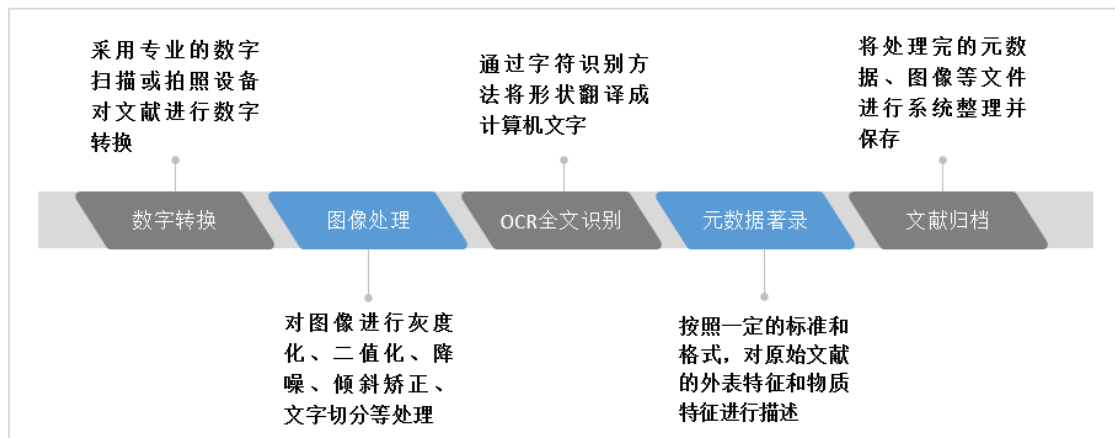 采用专业的数字
扫描或拍照设备
对文献进行数字
转换
通过字符识别方
法将形状翻译成
计算机文字
将处理完的元数
据、图像等文件
进行系统整理并
保存
数字转换
图像处理
OCR全文识别
元数据著录
文献归档
对图像进行灰度
化、二值化、降
噪、倾斜矫正、
文字切分等处理
按照一定的标准和
格式，对原始文献
的外表特征和物质
特征进行描述